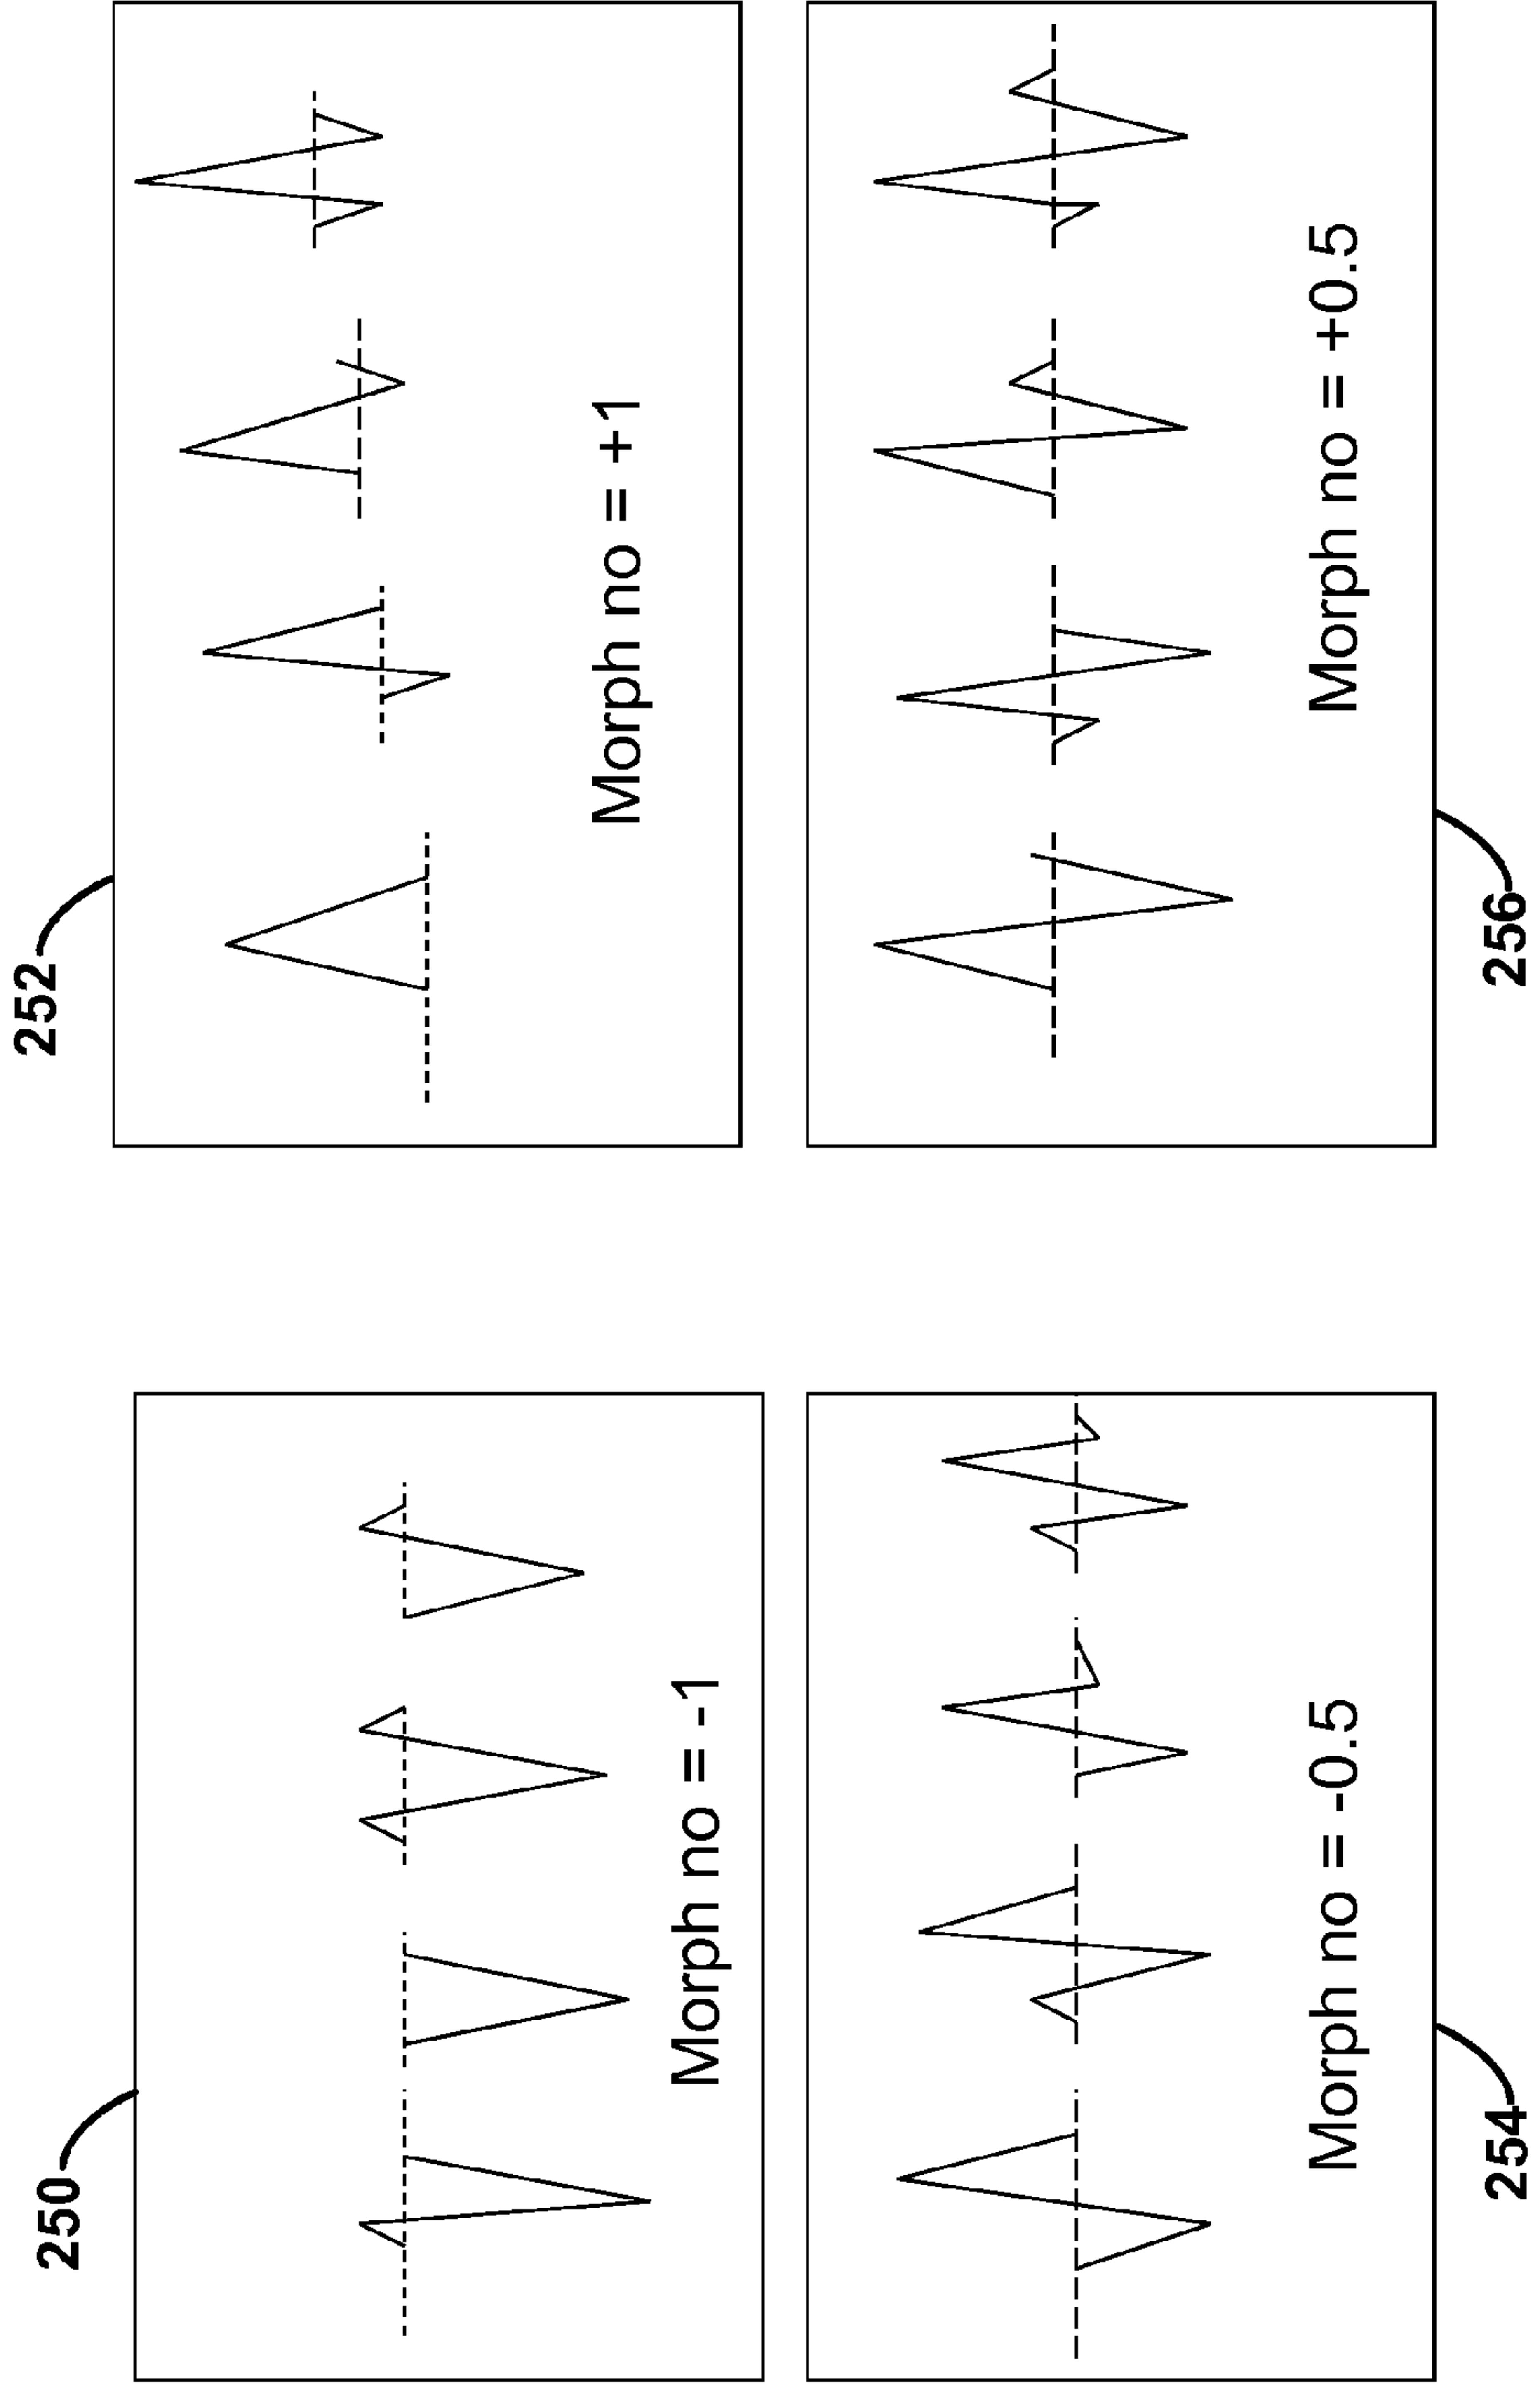 250
Morph no = -1
252
Morph no = +1
254
Morph no = -0.5
256
Morph no = +0.5